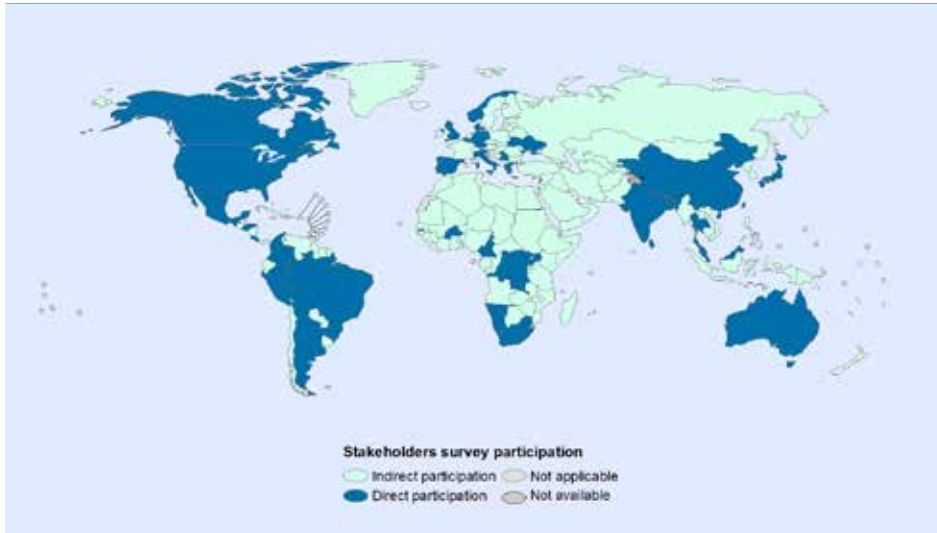 Stakeholders survey participation
Indirect participation Not applicable
Direct participation Not available